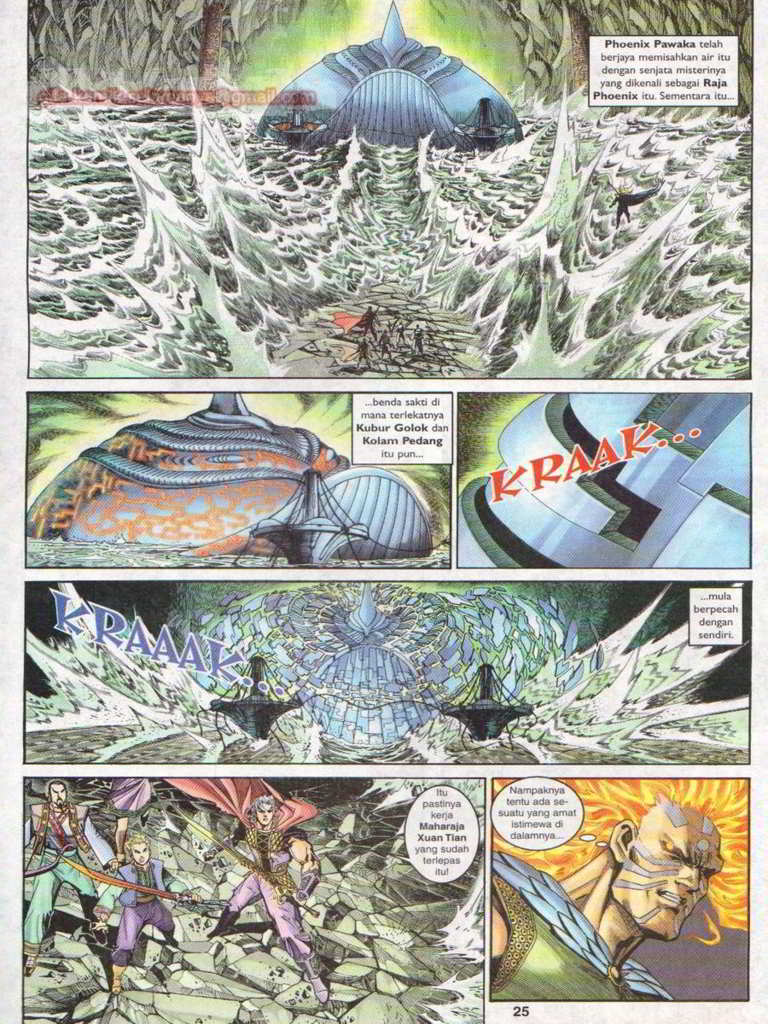 Phoenix Pawaka telah
berjaya memisahkan air itu
dengan senjata misterinya
yang dikenali sebagai Raja
Phoenix itu. Sementara itu...
...benda sakti di
mana terlekatnya
Kubur Golok dan
Kolam Pedang
itu pun...
KRAAK...
KRAAAK...
...mula
berpecah
dengan
sendiri.
Itu
pastinya
kerja
Maharaja
Xuan Tian
yang sudah
terlepas
itu!
Nampaknya
tentu ada se-
suatu yang amat
istimewa di
dalamnya...
25